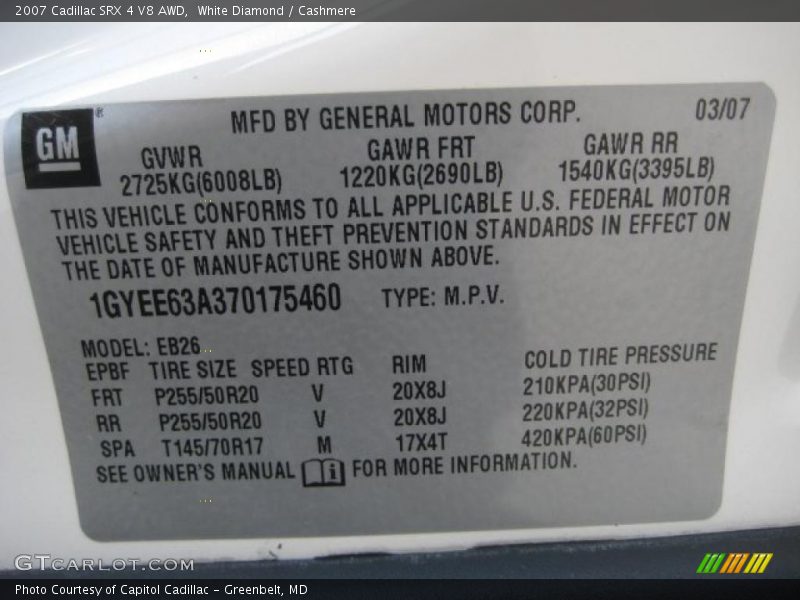 2007 Cadillac SRX 4 V8 AWD,  White Diamond / Cashmere
GM ®
MFD BY GENERAL MOTORS CORP. 03/07
GVWR GAWR FRT GAWR RR
2725KG(6008LB) 1220KG(2690LB) 1540KG(3395LB)
THIS VEHICLE CONFORMS TO ALL APPLICABLE U.S. FEDERAL MOTOR
VEHICLE SAFETY AND THEFT PREVENTION STANDARDS IN EFFECT ON
THE DATE OF MANUFACTURE SHOWN ABOVE.
1GYEE63A370175460 TYPE: M.P.V.
MODEL: EB26
EPBF TIRE SIZE SPEED RTG RIM COLD TIRE PRESSURE
FRT P255/50R20 V 20X8J 210KPA(30PSI)
RR P255/50R20 V 20X8J 220KPA(32PSI)
SPA T145/70R17 M 17X4T 420KPA(60PSI)
SEE OWNER'S MANUAL FOR MORE INFORMATION.
GTCARLOT.COM
Photo Courtesy of Capitol Cadillac - Greenbelt, MD